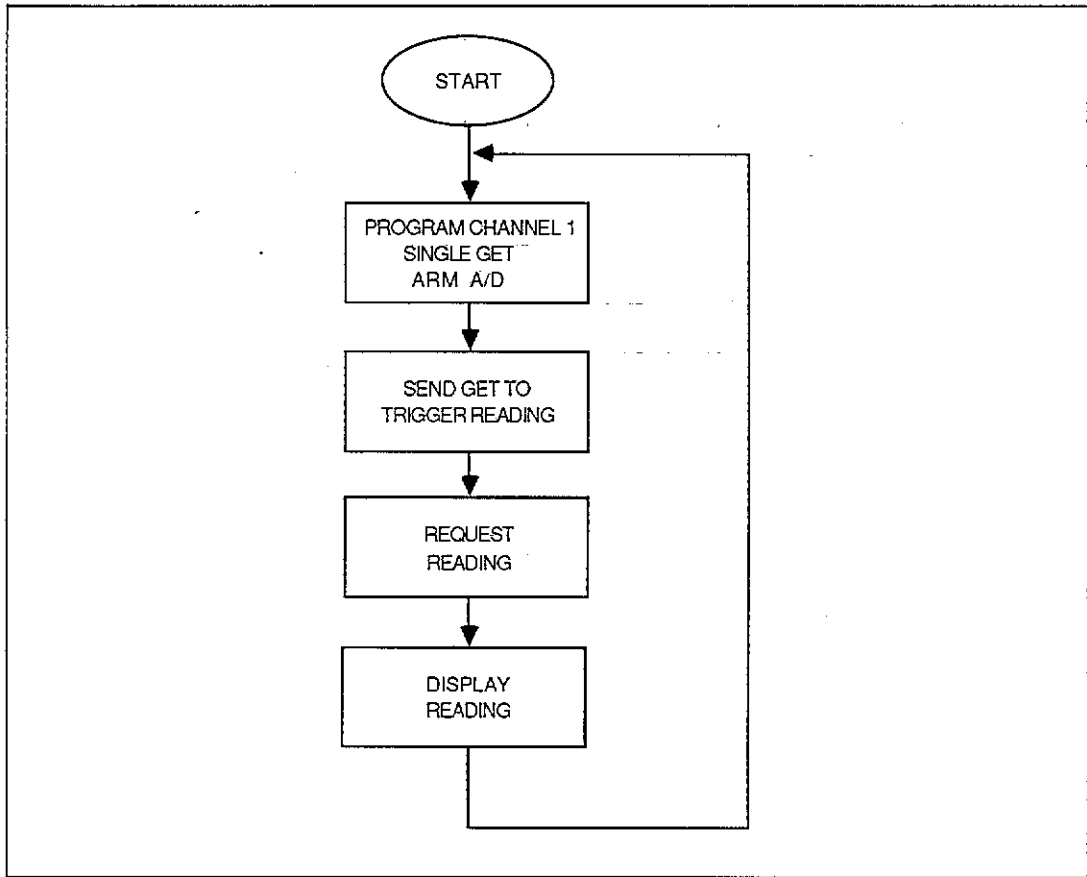 START
PROGRAM CHANNEL 1
SINGLE GET
ARM A/D
SEND GET TO
TRIGGER READING
REQUEST
READING
DISPLAY
READING